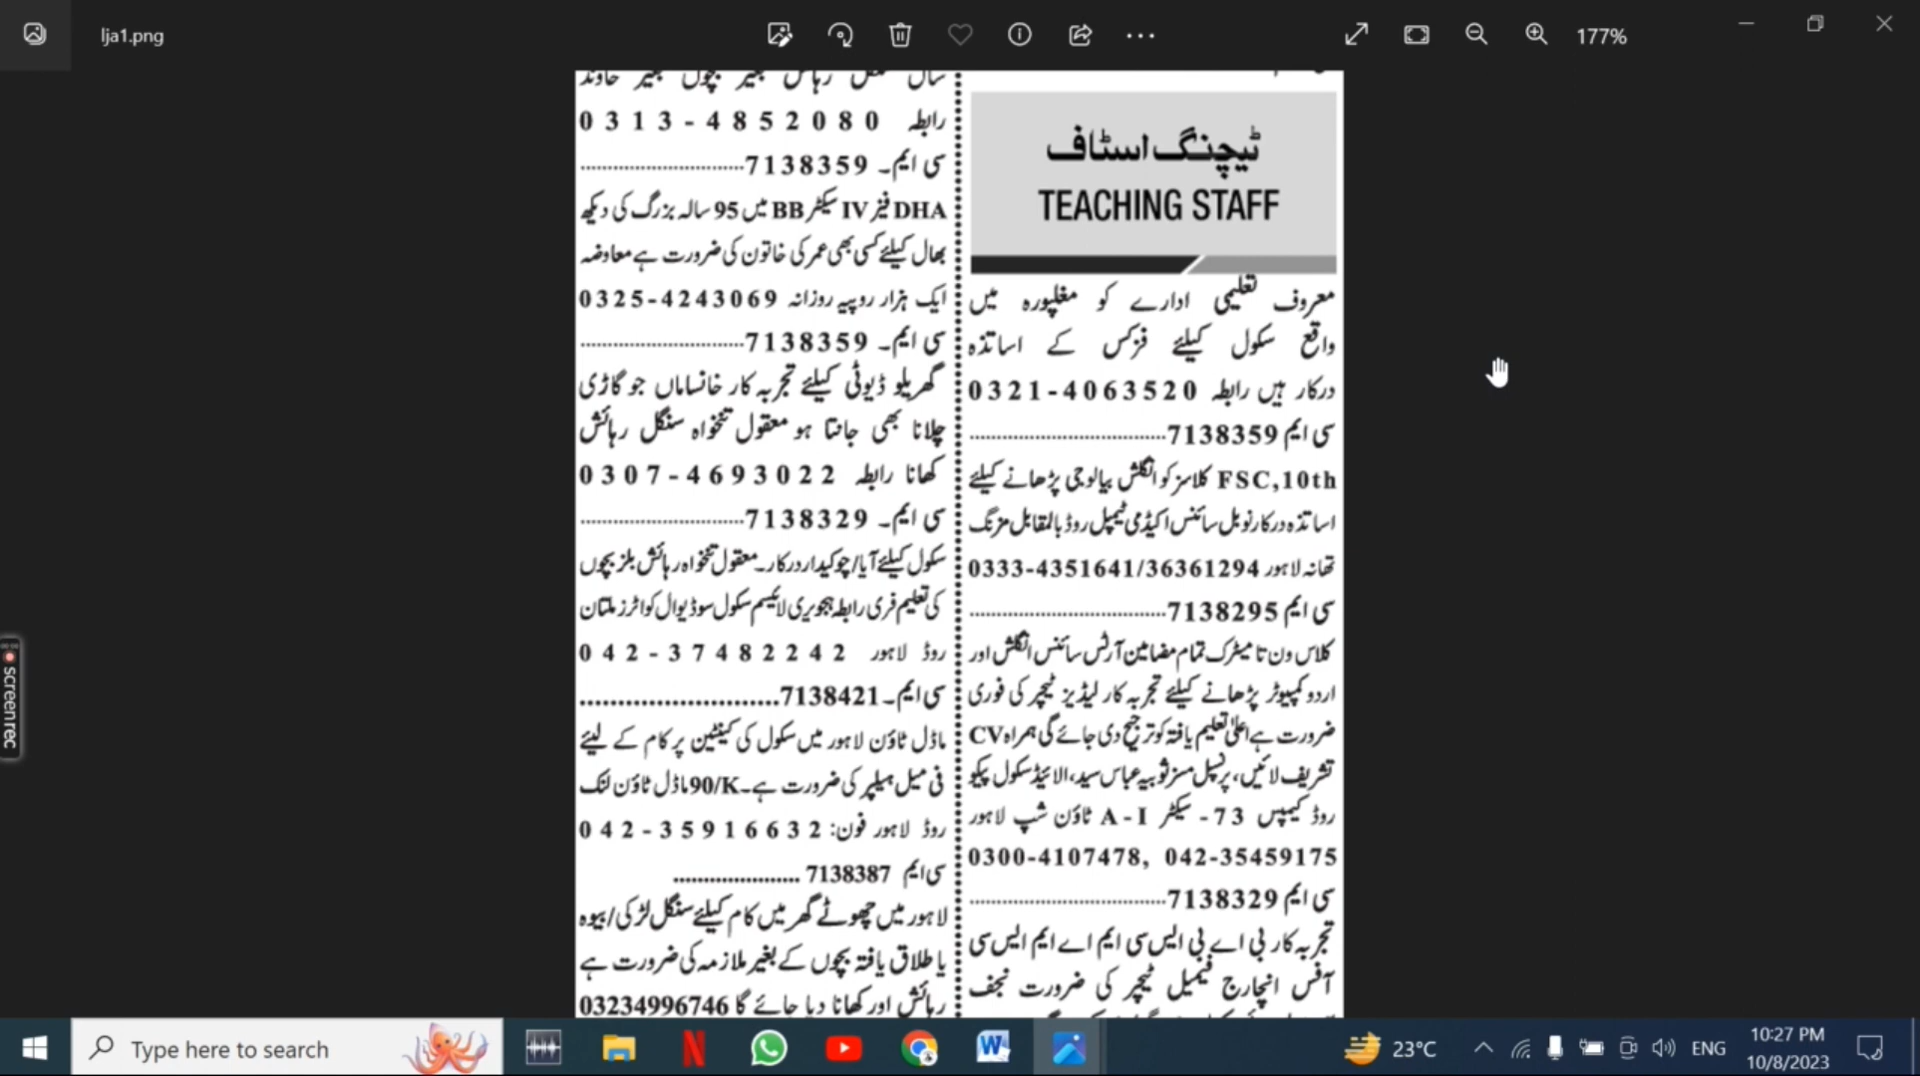 lja1.png
177%
رابطہ 0313-4852080
سی ایم۔ 7138359
DHA فیز IV سیکٹر BB میں 95 سالہ بزرگ کی دیکھ
بھال کیلئے کسی بھی عمر کی خاتون کی ضرورت ہے معاوضہ
ایک ہزار روپیہ روزانہ 0325-4243069
سی ایم۔ 7138359
گھریلو ڈیوٹی کیلئے تجربہ کار خانساماں جو گاڑی
چلانا بھی جانتا ہو معقول تنخواہ سنگل رہائش
کھانا رابطہ 0307-4693022
سی ایم۔ 7138329
سکول کیلئے آیا/چوکیدار درکار۔ معقول تنخواہ رہائش بلز بچوں
کی تعلیم فری رابطہ ہجویری لائیسم سکول سوڈیوال کواٹرز ملتان
روڈ لاہور 042-37482242
سی ایم۔7138421
ماڈل ٹاؤن لاہور میں سکول کی کینٹین پر کام کے لیئے
فی میل ہیلپر کی ضرورت ہے۔90/K ماڈل ٹاؤن لنک
روڈ لاہور فون: 042-35916632
سی ایم 7138387
لاہور میں چھوٹے گھر میں کام کیلئے سنگل لڑکی/بیوہ
یا طلاق یافتہ بچوں کے بغیر ملازمہ کی ضرورت ہے
رہائش اور کھانا دیا جائے گا 03234996746
ٹیچنگ اسٹاف
TEACHING STAFF
معروف تعلیمی ادارے کو مغلپورہ میں
واقع سکول کیلئے فزکس کے اساتذہ
درکار ہیں رابطہ 0321-4063520
سی ایم 7138359
FSC,10th کلاسز کو انگلش بیالوجی پڑھانے کیلئے
اساتذہ درکار نوبل سائنس اکیڈمی ٹیمپل روڈ بالمقابل مزنگ
تھانہ لاہور 0333-4351641/36361294
سی ایم 7138295
کلاس ون تا میٹرک تمام مضامین آرٹس سائنس انگلش اور
اردو کمپیوٹر پڑھانے کیلئے تجربہ کار لیڈیز ٹیچر کی فوری
ضرورت ہے اعلیٰ تعلیم یافتہ کو ترجیح دی جائے گی ہمراہ CV
تشریف لائیں، پرنسپل مسز ثوبیہ عباس سید، الائیڈ سکول پیکو
روڈ کیمپس 73- سیکٹر A-I ٹاؤن شپ لاہور
0300-4107478, 042-35459175
سی ایم 7138329
تجربہ کار بی اے بی ایس سی ایم اے ایم ایس سی
آفس انچارج فیمیل ٹیچر کی ضرورت نجف
screenrec
Type here to search
23°C
ENG
10:27 PM
10/8/2023